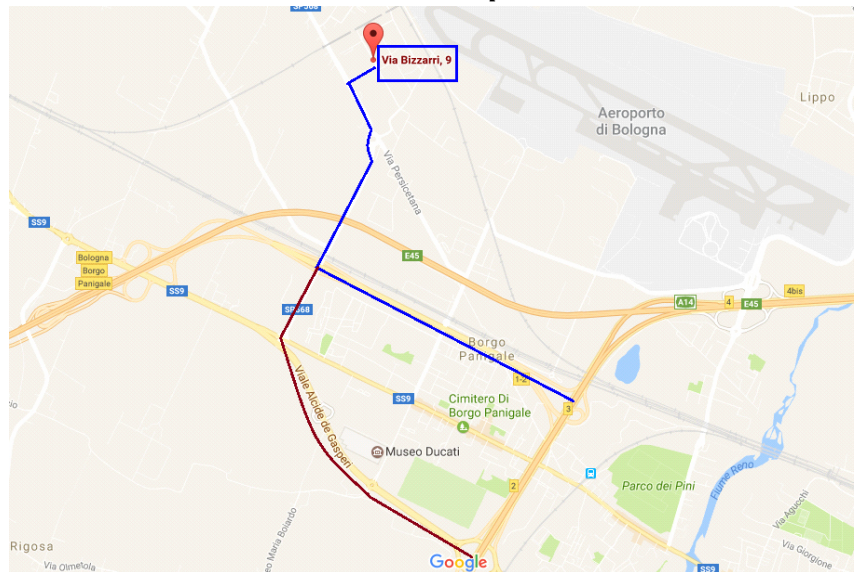 SP568
Via Bizzarri, 9
Lippo
Aeroporto
di Bologna
Via Persicetana
SS9
Bologna
Borgo
Panigale
E45
SS9
4bis
A14
4
E45
SP568
Borgo
Panigale
1-2
3
Viale Alcide de Gasperi
SS9
Cimitero Di
Borgo Panigale
Museo Ducati
2
Parco dei Pini
Fiume Reno
Via Agucchi
Via Giorgione
Rigosa
Via Olmetola
Google
SS9